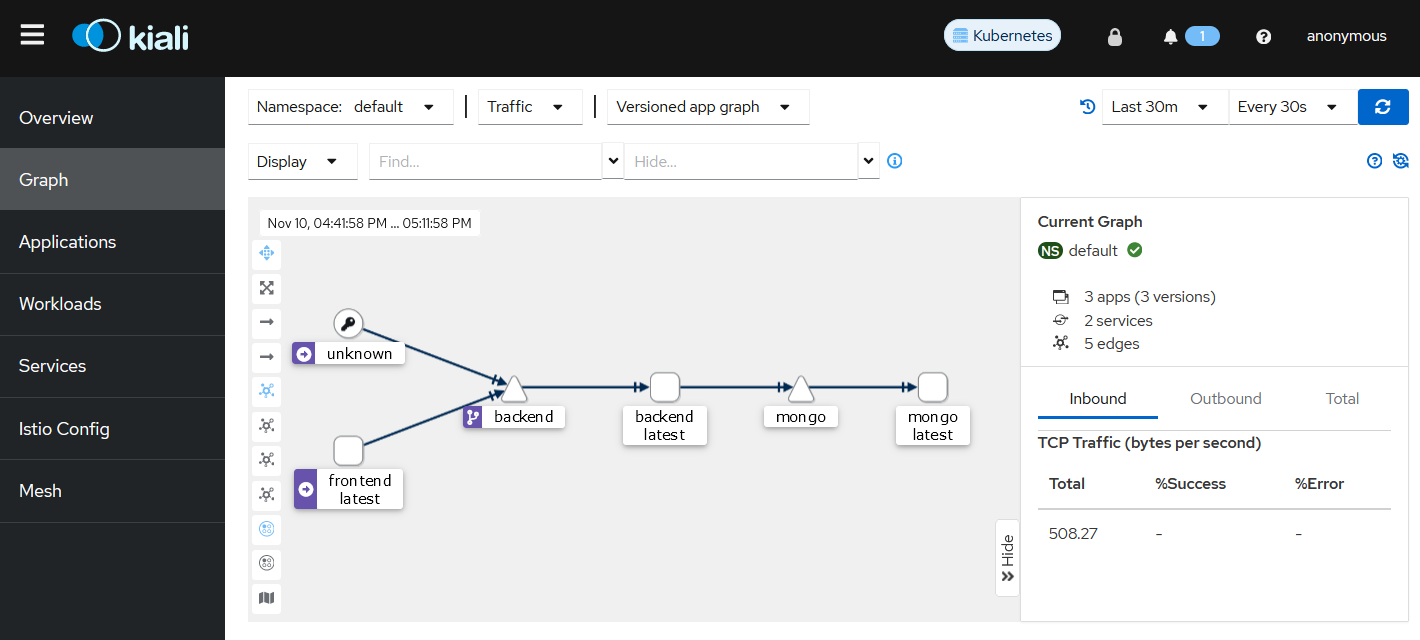 kiali
Kubernetes
1
anonymous
Overview
Graph
Applications
Workloads
Services
Istio Config
Mesh
Namespace: default
Traffic
Versioned app graph
Last 30m
Every 30s
Display
Find...
Hide...
Nov 10, 04:41:58 PM ... 05:11:58 PM
unknown
frontend
latest
backend
backend
latest
mongo
mongo
latest
Hide
Current Graph
NS default
3 apps (3 versions)
2 services
5 edges
Inbound Outbound Total
TCP Traffic (bytes per second)
Total %Success %Error
508.27 - -